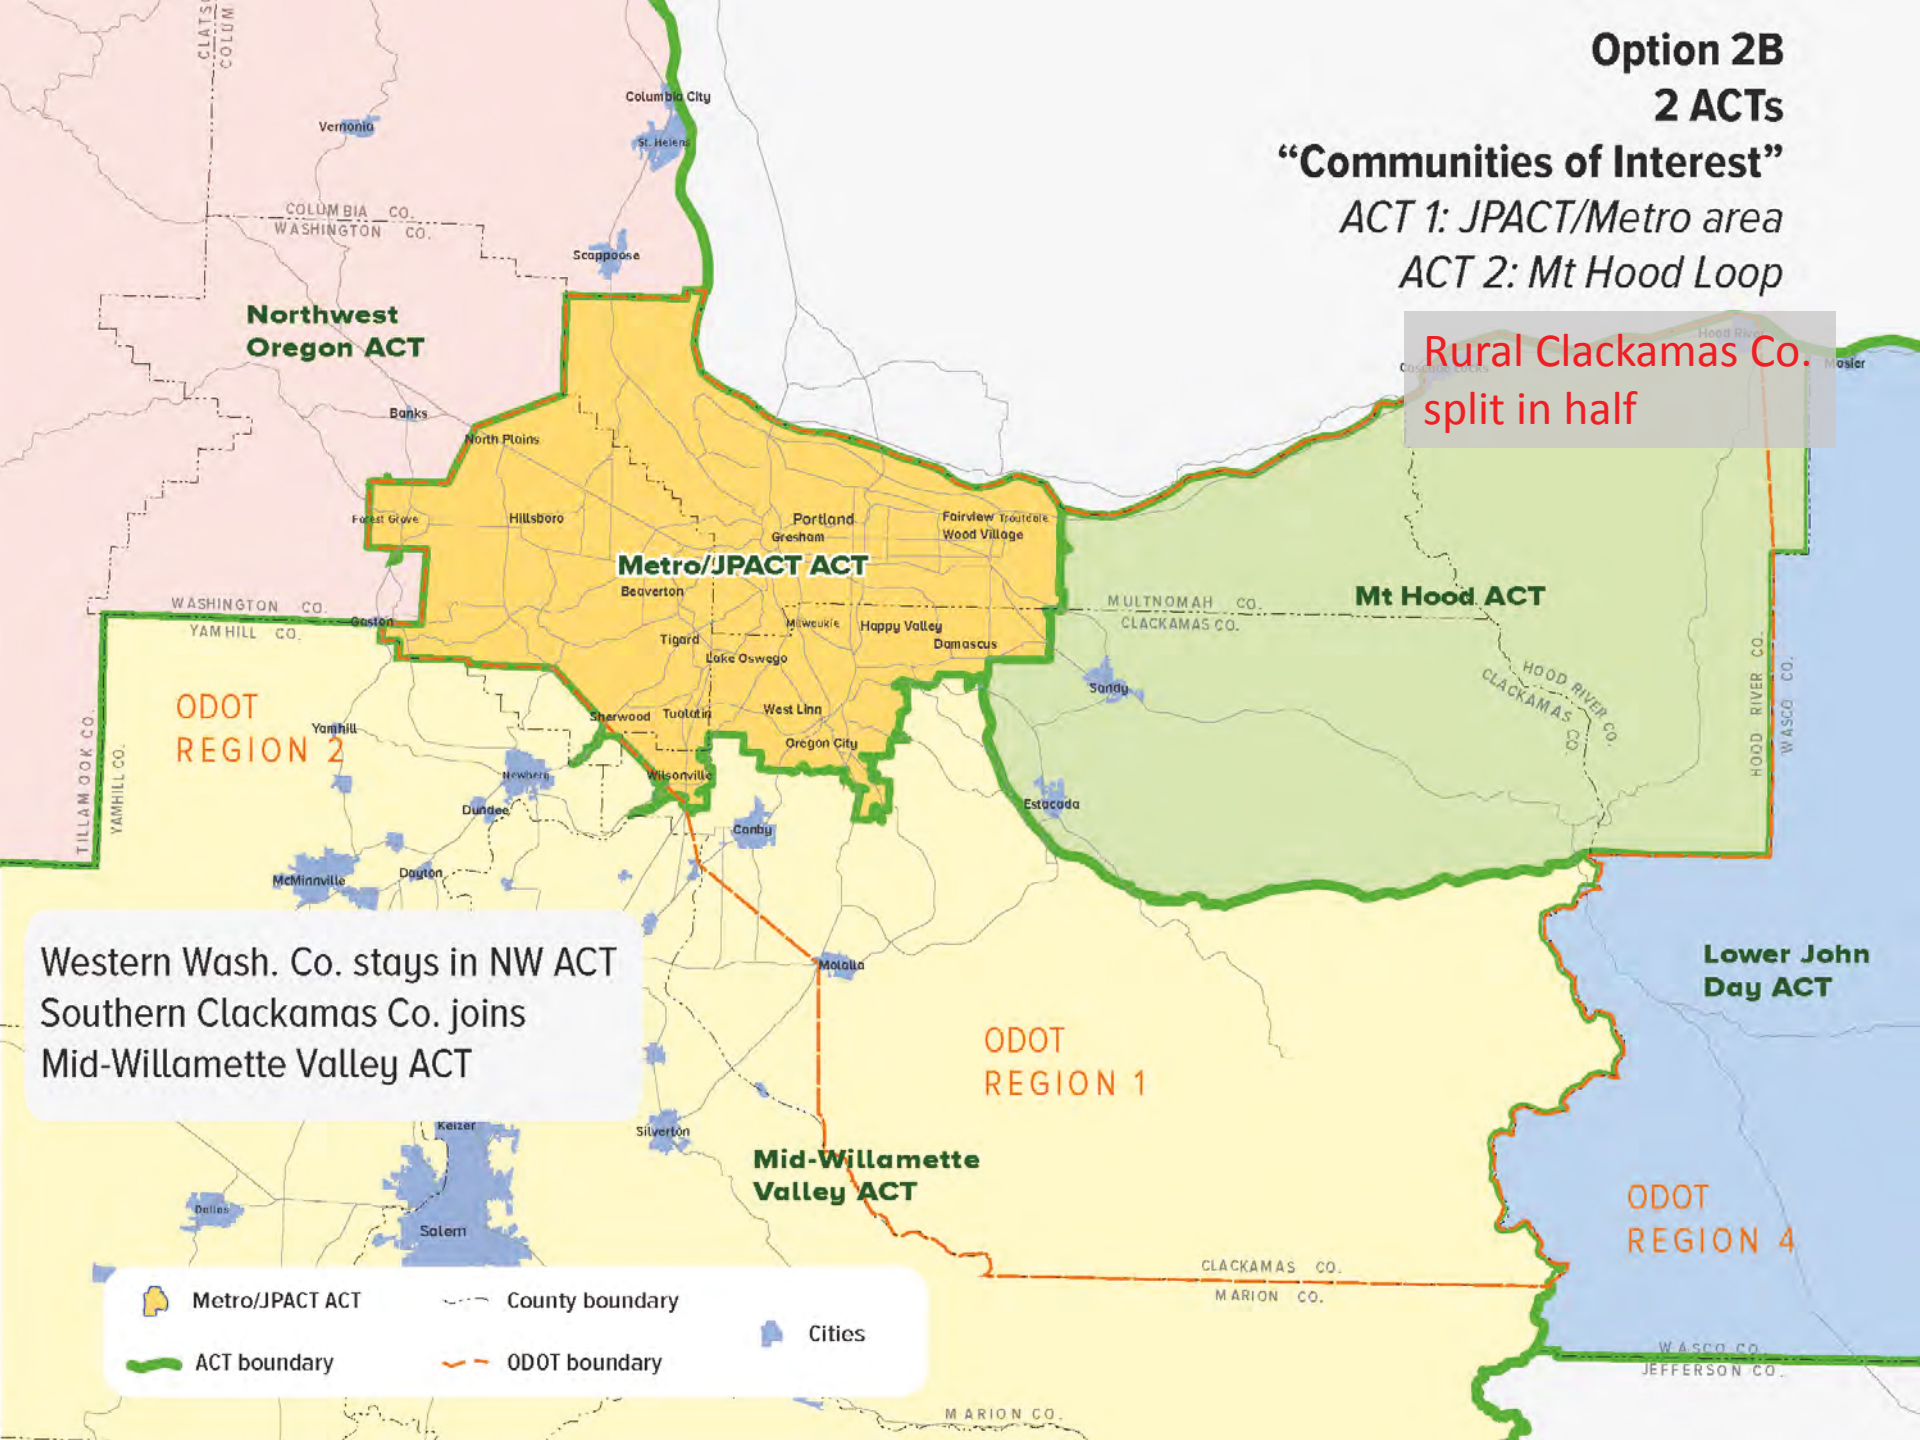 Option 2B
2 ACTs
“Communities of Interest”
ACT 1: JPACT/Metro area
ACT 2: Mt Hood Loop
Rural Clackamas Co.
split in half
Hood River
Cascade Locks
Mosier
CLATS
COLUM
Columbia City
Vernonia
St. Helens
COLUMBIA CO.
WASHINGTON CO.
Scappoose
Northwest
Oregon ACT
Banks
North Plains
Forest Grove
Hillsboro
Portland
Gresham
Fairview
Troutdale
Wood Village
Metro/JPACT ACT
Beaverton
Milwaukie
Happy Valley
Tigard
Lake Oswego
Damascus
MULTNOMAH CO.
CLACKAMAS CO.
Mt Hood ACT
WASHINGTON CO.
YAMHILL CO.
Gaston
HOOD RIVER CO.
CLACKAMAS CO.
HOOD RIVER CO.
WASCO CO.
Sandy
ODOT
REGION 2
Yamhill
Sherwood
Tualatin
West Linn
Oregon City
Wilsonville
TILLAMOOK CO.
YAMHILL CO.
Newberg
Dundee
Canby
Estacada
McMinnville
Dayton
Western Wash. Co. stays in NW ACT
Southern Clackamas Co. joins
Mid-Willamette Valley ACT
Molalla
Lower John
Day ACT
ODOT
REGION 1
Keizer
Silverton
Mid-Willamette
Valley ACT
Dallas
Salem
ODOT
REGION 4
CLACKAMAS CO.
MARION CO.
Metro/JPACT ACT
County boundary
Cities
ACT boundary
ODOT boundary
WASCO CO.
JEFFERSON CO.
MARION CO.